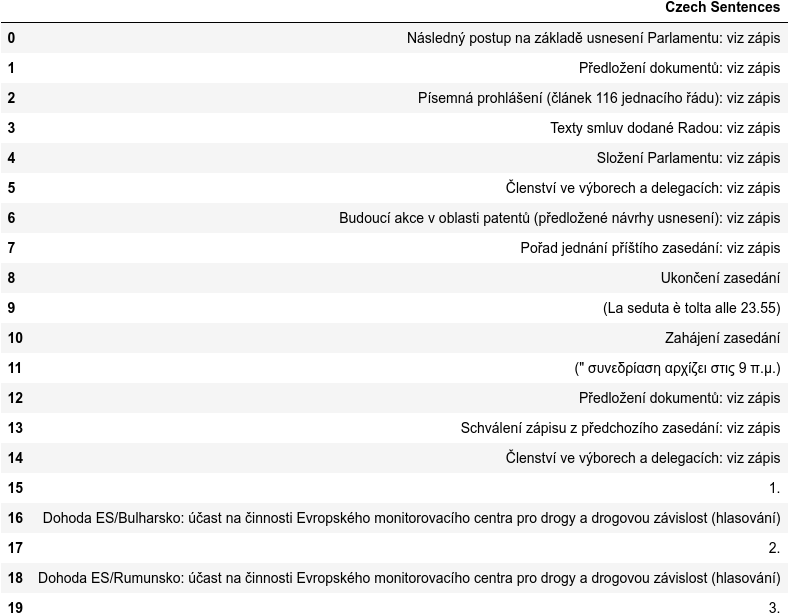 Czech Sentences
0 Následný postup na základě usnesení Parlamentu: viz zápis
1 Předložení dokumentů: viz zápis
2 Písemná prohlášení (článek 116 jednacího řádu): viz zápis
3 Texty smluv dodané Radou: viz zápis
4 Složení Parlamentu: viz zápis
5 Členství ve výborech a delegacích: viz zápis
6 Budoucí akce v oblasti patentů (předložené návrhy usnesení): viz zápis
7 Pořad jednání příštího zasedání: viz zápis
8 Ukončení zasedání
9 (La seduta è tolta alle 23.55)
10 Zahájení zasedání
11 (" συνεδρίαση αρχίζει στις 9 π.μ.)
12 Předložení dokumentů: viz zápis
13 Schválení zápisu z předchozího zasedání: viz zápis
14 Členství ve výborech a delegacích: viz zápis
15 1.
16 Dohoda ES/Bulharsko: účast na činnosti Evropského monitorovacího centra pro drogy a drogovou závislost (hlasování)
17 2.
18 Dohoda ES/Rumunsko: účast na činnosti Evropského monitorovacího centra pro drogy a drogovou závislost (hlasování)
19 3.